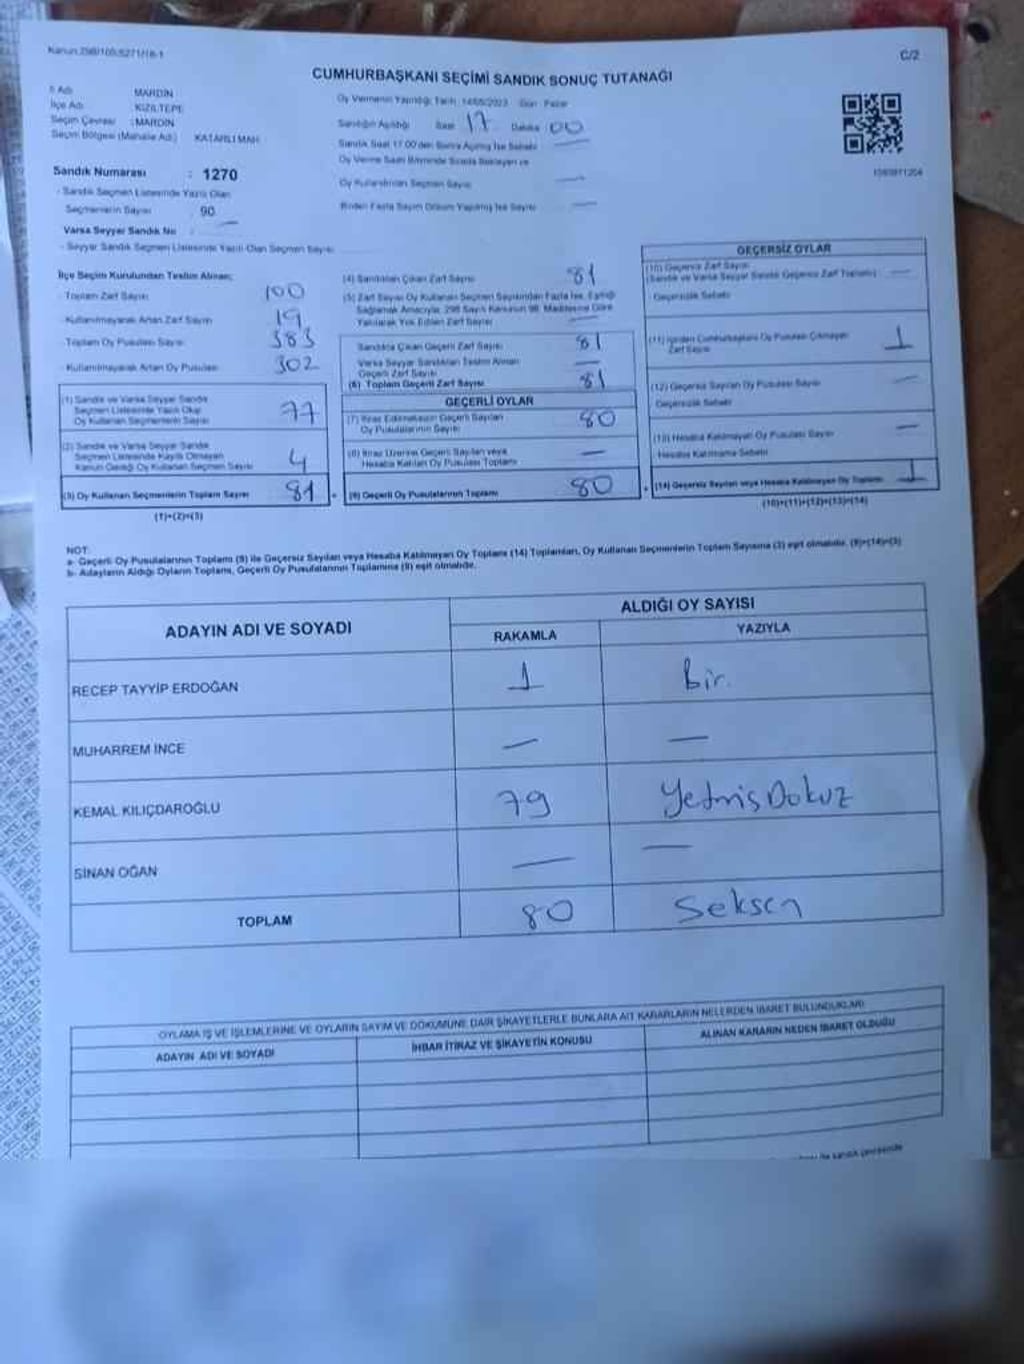 C/2
CUMHURBAŞKANI SEÇİMİ SANDIK SONUÇ TUTANAĞI
İl Adı MARDİN
İlçe Adı KIZILTEPE
Seçim Çevresi : MARDİN
Seçim Bölgesi (Mahalle Adı) KATARLI MAH
Sandık Numarası : 1270
- Sandık Seçmen Listesinde Yazılı Olan
Seçmenlerin Sayısı 90
Varsa Seyyar Sandık No
- Seyyar Sandık Seçmen Listesinde Yazılı Olan Seçmen Sayısı
Oy Vermenin Yapıldığı Tarih : 14/05/2023 Gün : Pazar
Sandığın Açıldığı Saat 17 Dakika 00
Sandık Saat 17:00'den Sonra Açılmış İse Sebebi —
Oy Verme Saati Bitiminde Sırada Bekleyen ve
Oy Kullandırılan Seçmen Sayısı —
Birden Fazla Sayım Döküm Yapılmış İse Sayısı —
İlçe Seçim Kurulundan Teslim Alınan:
- Toplam Zarf Sayısı 100
- Kullanılmayarak Artan Zarf Sayısı 19
- Toplam Oy Pusulası Sayısı 383
- Kullanılmayarak Artan Oy Pusulası 302
(1) Sandık ve Varsa Seyyar Sandık
Seçmen Listesinde Yazılı Olup
Oy Kullanan Seçmenlerin Sayısı 77
(2) Sandık ve Varsa Seyyar Sandık
Seçmen Listesinde Kayıtlı Olmayan
Kanun Gereği Oy Kullanan Seçmen Sayısı 4
(3) Oy Kullanan Seçmenlerin Toplam Sayısı 81
(1)+(2)=(3)
(4) Sandıktan Çıkan Zarf Sayısı 81
(5) Zarf Sayısı Oy Kullanan Seçmen Sayısından Fazla İse, Eşitliği
Sağlamak Amacıyla, 298 Sayılı Kanunun 98. Maddesine Göre
Yakılarak Yok Edilen Zarf Sayısı —
Sandıkta Çıkan Geçerli Zarf Sayısı 81
Varsa Seyyar Sandıktan Teslim Alınan
Geçerli Zarf Sayısı —
(6) Toplam Geçerli Zarf Sayısı 81
GEÇERLİ OYLAR
(7) İtiraz Edilmeksizin Geçerli Sayılan
Oy Pusulalarının Sayısı 80
(8) İtiraz Üzerine Geçerli Sayılan veya
Hesaba Katılan Oy Pusulası Toplamı —
(9) Geçerli Oy Pusulalarının Toplamı 80
GEÇERSİZ OYLAR
(10) Geçersiz Zarf Sayısı
(Sandık ve Varsa Seyyar Sandık Geçersiz Zarf Toplamı) —
Geçersizlik Sebebi
(11) İçinden Cumhurbaşkanı Oy Pusulası Çıkmayan
Zarf Sayısı 1
(12) Geçersiz Sayılan Oy Pusulası Sayısı —
Geçersizlik Sebebi
(13) Hesaba Katılmayan Oy Pusulası Sayısı —
Hesaba Katılmama Sebebi
(14) Geçersiz Sayılan veya Hesaba Katılmayan Oy Toplamı 1
(10)+(11)+(12)+(13)=(14)
NOT:
a- Geçerli Oy Pusulalarının Toplamı (9) ile Geçersiz Sayılan veya Hesaba Katılmayan Oy Toplamı (14) Toplamları, Oy Kullanan Seçmenlerin Toplam Sayısına (3) eşit olmalıdır. (9)+(14)=(3)
b- Adayların Aldığı Oyların Toplamı, Geçerli Oy Pusulalarının Toplamına (9) eşit olmalıdır.
ADAYIN ADI VE SOYADI
ALDIĞI OY SAYISI
RAKAMLA YAZIYLA
RECEP TAYYİP ERDOĞAN 1 Bir.
MUHARREM İNCE — —
KEMAL KILIÇDAROĞLU 79 YetmisDokuz
SİNAN OĞAN — —
TOPLAM 80 Seksen
OYLAMA İŞ VE İŞLEMLERİNE VE OYLARIN SAYIM VE DÖKÜMÜNE DAİR ŞİKAYETLERLE BUNLARA AİT KARARLARIN NELERDEN İBARET BULUNDUKLARI
ADAYIN ADI VE SOYADI İHBAR İTİRAZ VE ŞİKAYETİN KONUSU ALINAN KARARIN NEDEN İBARET OLDUĞU